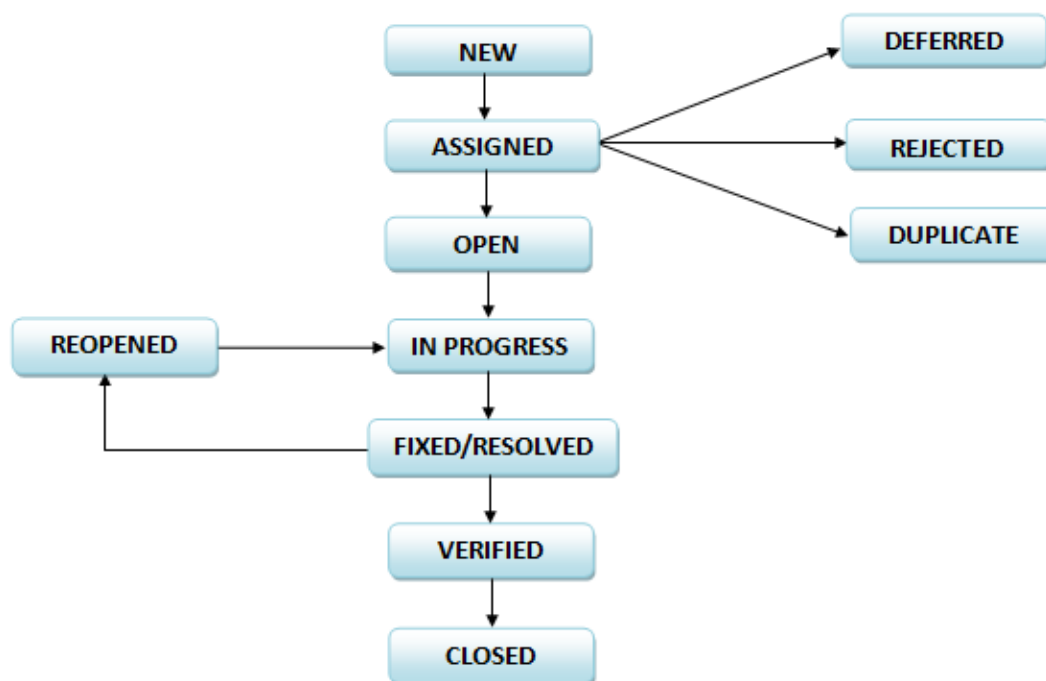 NEW
DEFERRED
ASSIGNED
REJECTED
OPEN
DUPLICATE
REOPENED
IN PROGRESS
FIXED/RESOLVED
VERIFIED
CLOSED